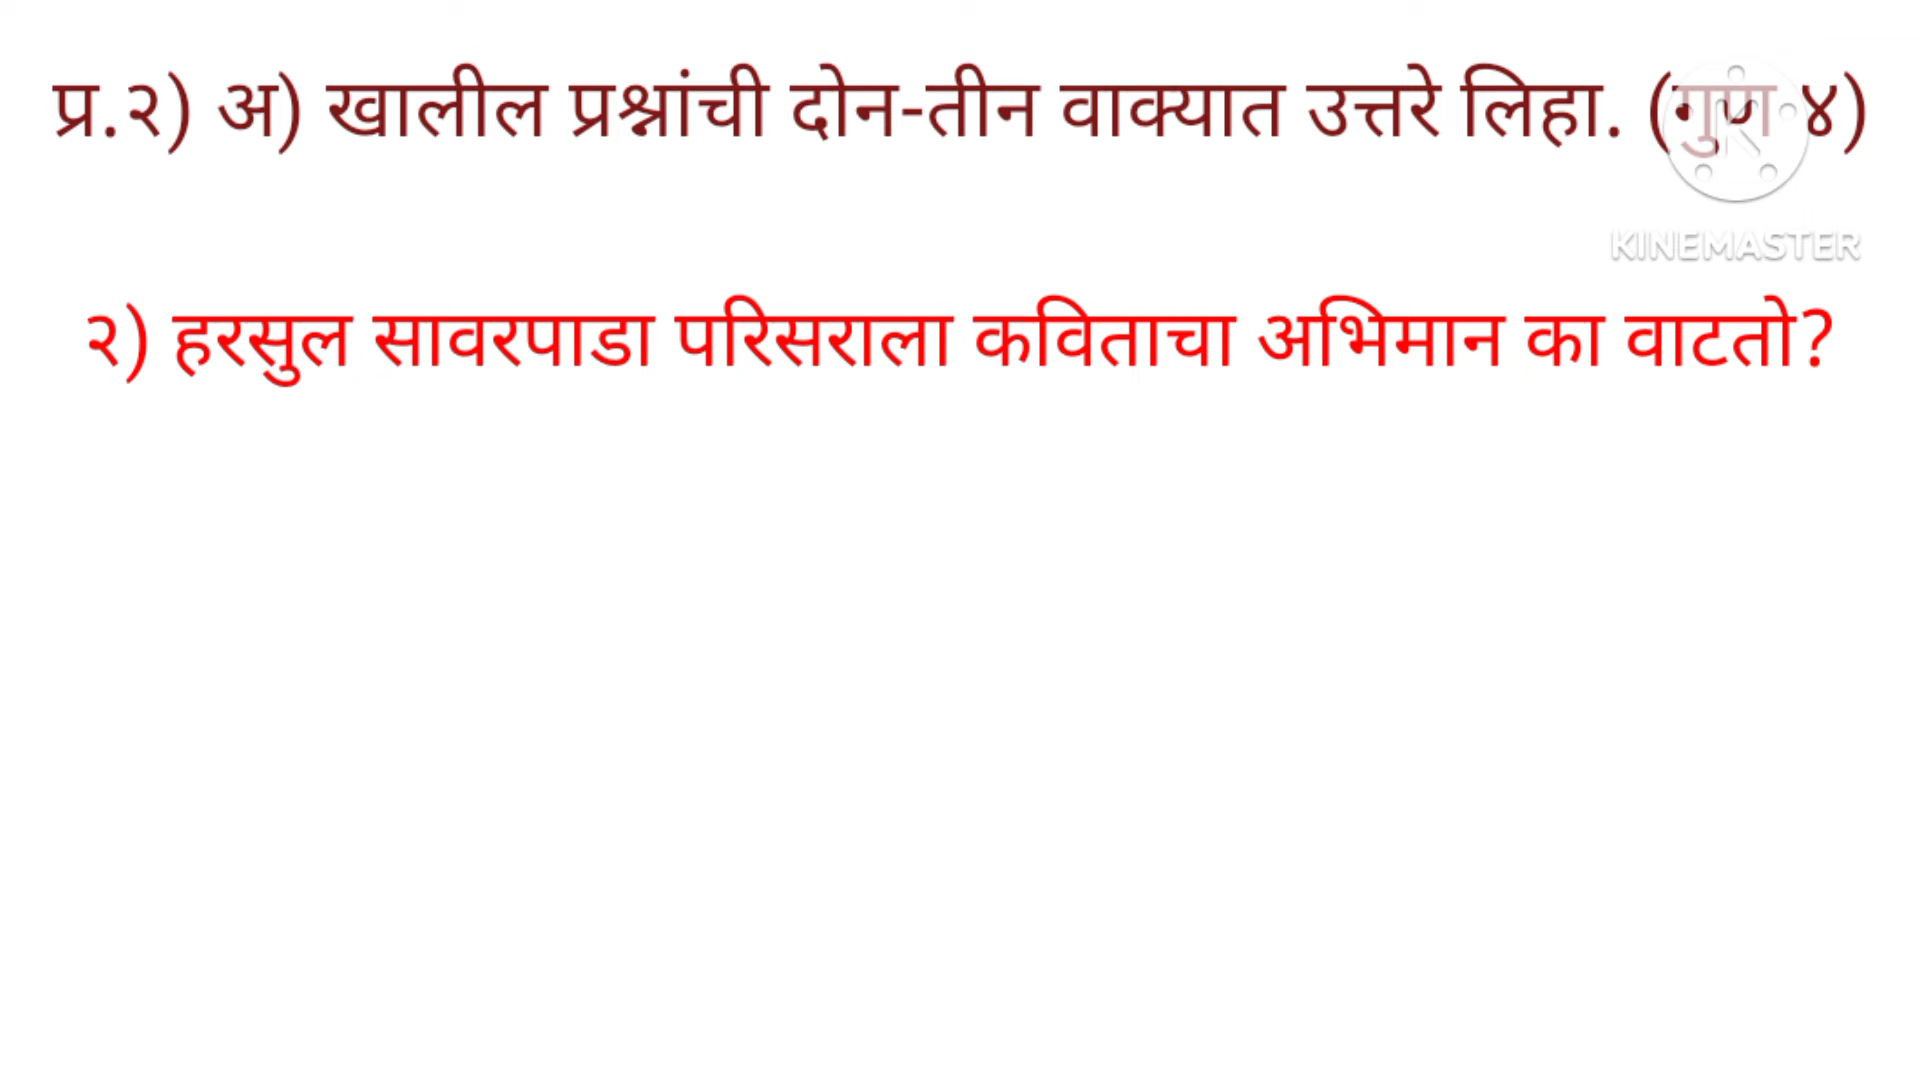 प्र.२) अ) खालील प्रश्नांची दोन-तीन वाक्यात उत्तरे लिहा. (गुण ४)
KINEMASTER
२) हरसुल सावरपाडा परिसराला कविताचा अभिमान का वाटतो?